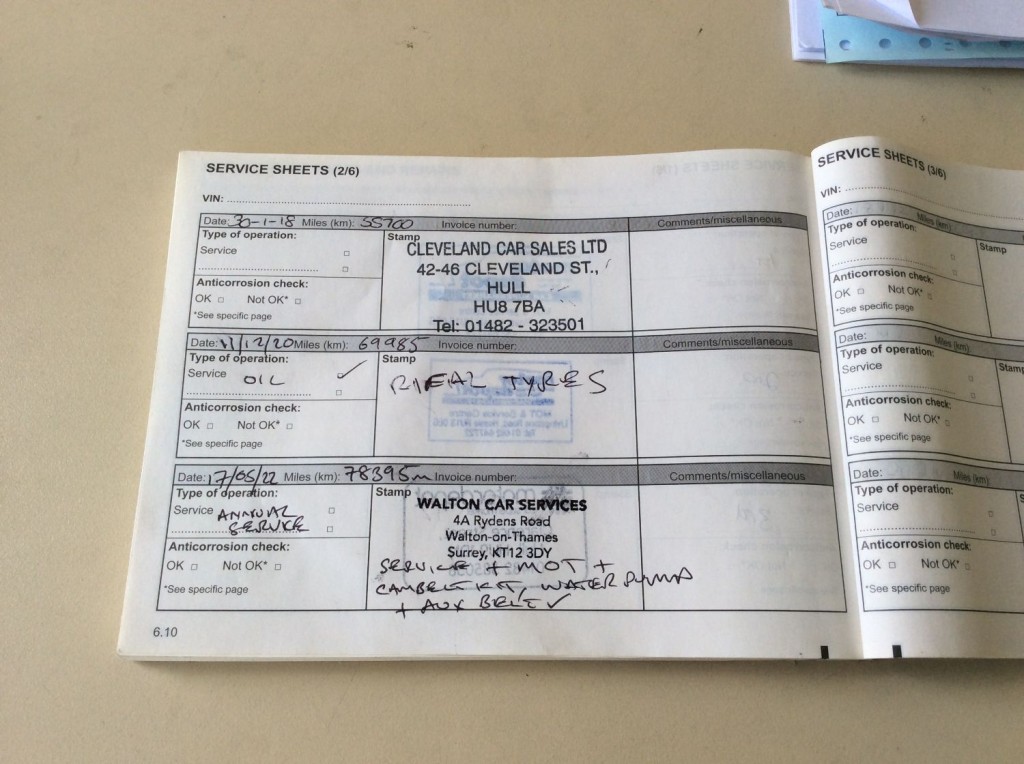 SERVICE SHEETS (2/6)
VIN:
Date: 30-1-18 Miles (km): 55700 Invoice number: Comments/miscellaneous
Type of operation: Stamp
Service
CLEVELAND CAR SALES LTD
42-46 CLEVELAND ST.,
HULL
HU8 7BA
Tel: 01482 - 323501
Anticorrosion check:
OK Not OK*
*See specific page
Date: 11/12/20 Miles (km): 69985 Invoice number: Comments/miscellaneous
Type of operation: Stamp
Service OIL ✓
TYRES
Anticorrosion check:
OK Not OK*
*See specific page
Date: 17/05/22 Miles (km): 78395m Invoice number: Comments/miscellaneous
Type of operation: Stamp
Service ANNUAL
SERVICE
WALTON CAR SERVICES
4A Rydens Road
Walton-on-Thames
Surrey, KT12 3DY
SERVICE + MOT +
CAMBELT KIT, WATER PUMP
+ AUX BELT ✓
Anticorrosion check:
OK Not OK*
*See specific page
6.10
SERVICE SHEETS (3/6)
VIN:
Date: Miles (km):
Type of operation: Stamp
Service
Anticorrosion check:
OK Not OK*
*See specific page
Date: Miles (km):
Type of operation: Stamp
Service
Anticorrosion check:
OK Not OK*
*See specific page
Date: Miles (km):
Type of operation:
Service
Anticorrosion check:
OK Not OK*
*See specific page